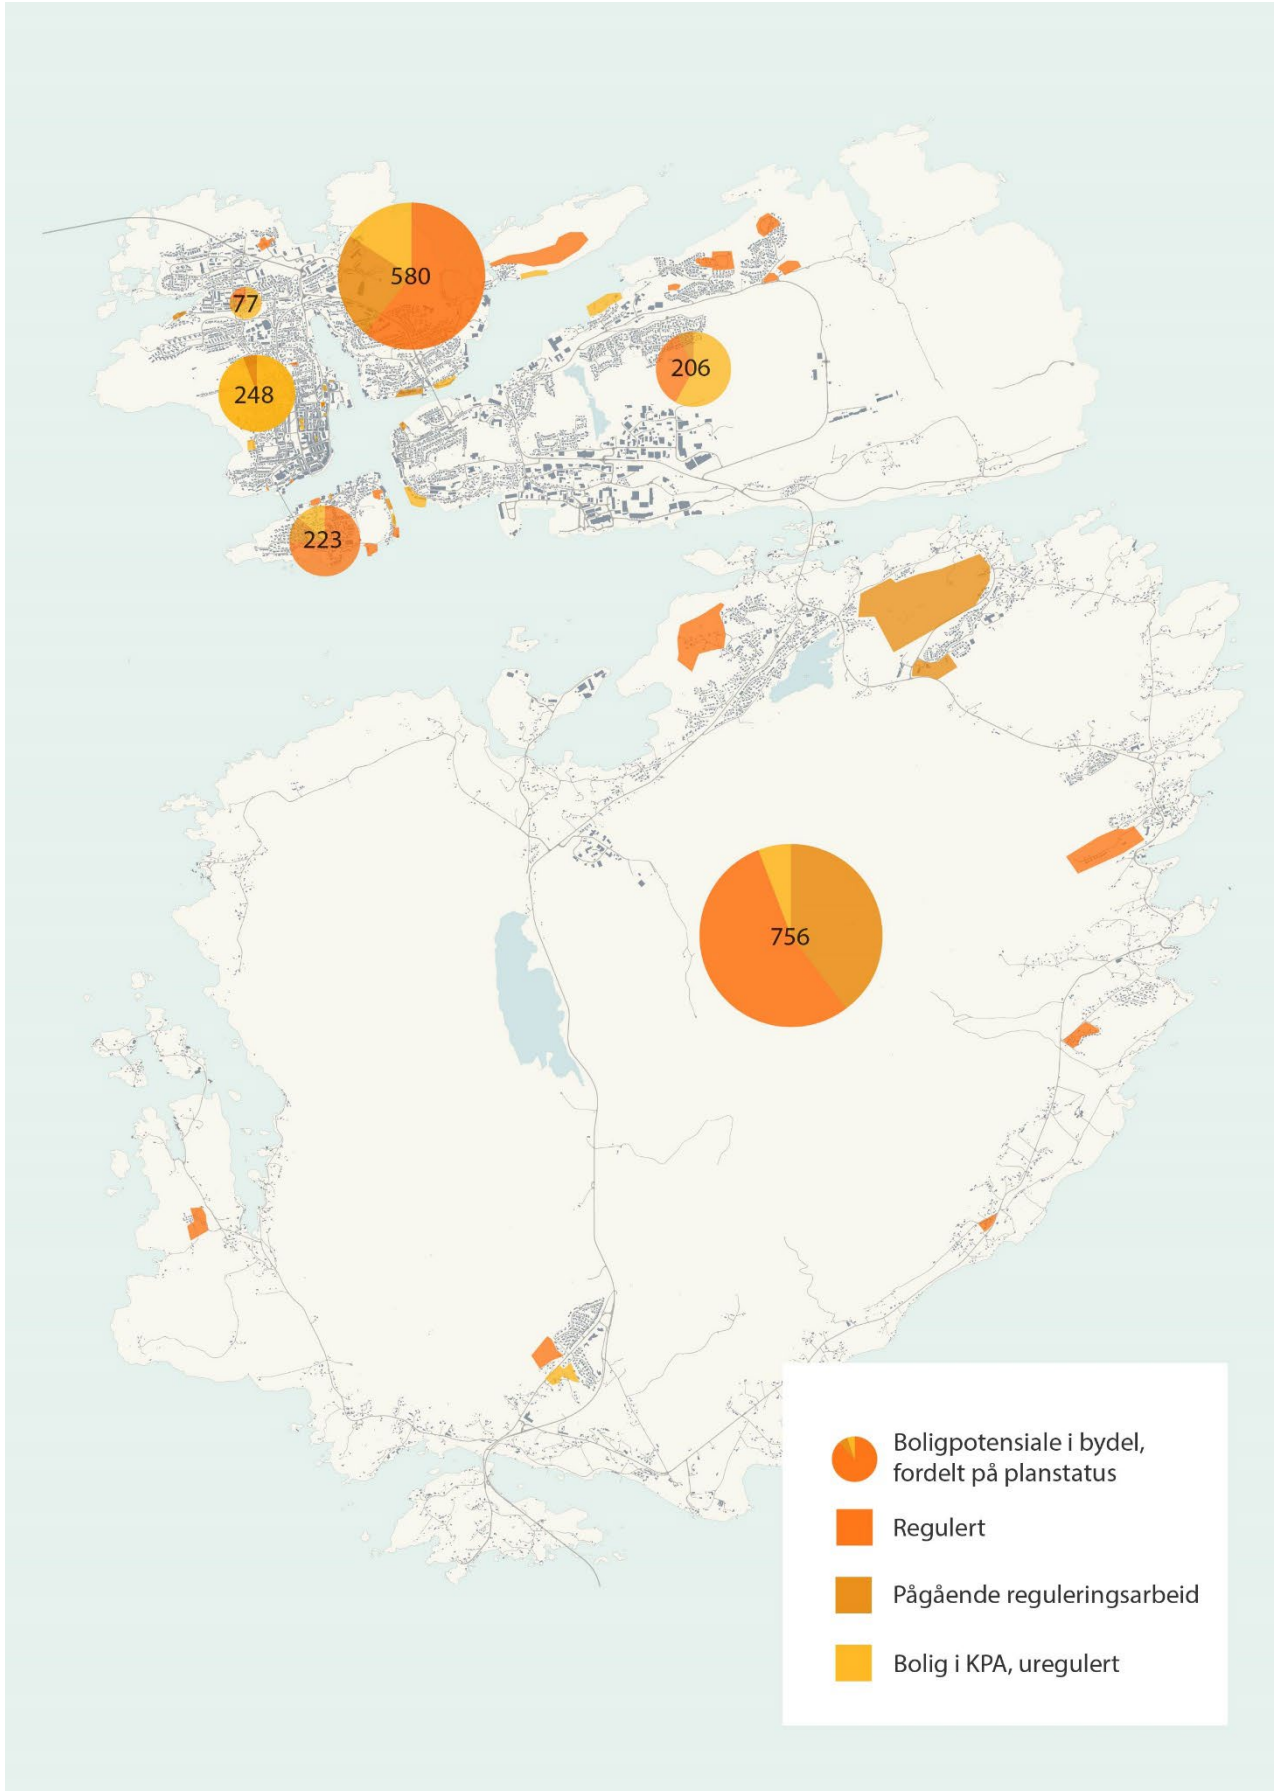 580
77
206
248
223
756
Boligpotensiale i bydel,
fordelt på planstatus
Regulert
Pågående reguleringsarbeid
Bolig i KPA, uregulert